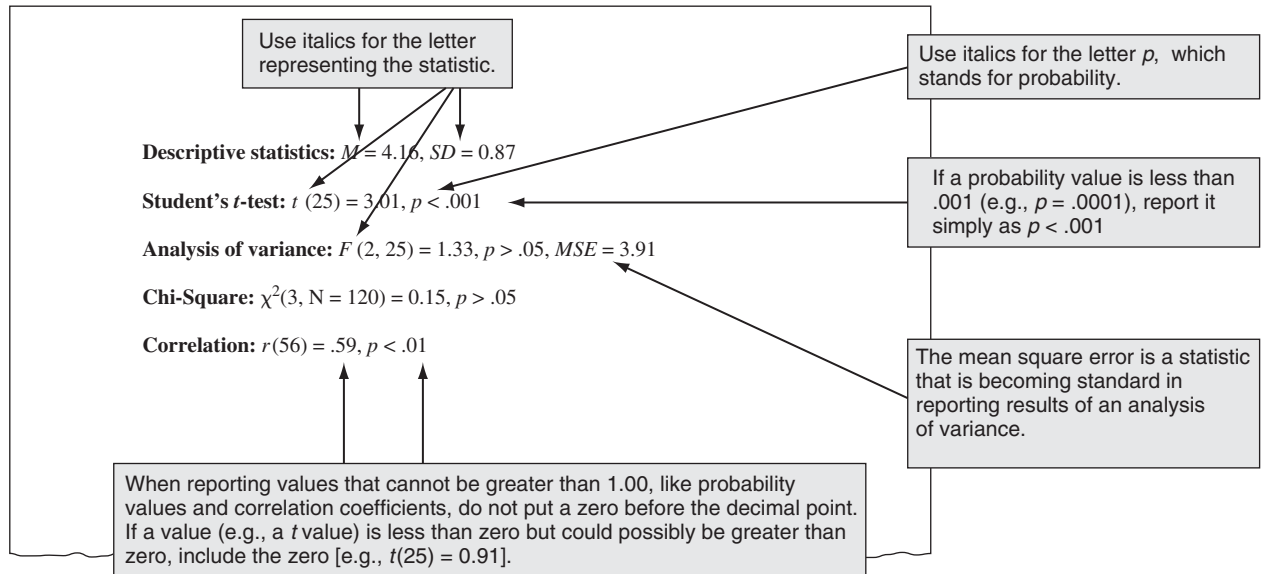 Use italics for the letter
representing the statistic.
Use italics for the letter p, which
stands for probability.
Descriptive statistics: M = 4.16, SD = 0.87
Student's t-test: t (25) = 3.01, p < .001
If a probability value is less than
.001 (e.g., p = .0001), report it
simply as p < .001
Analysis of variance: F (2, 25) = 1.33, p > .05, MSE = 3.91
Chi-Square: χ²(3, N = 120) = 0.15, p > .05
Correlation: r(56) = .59, p < .01
The mean square error is a statistic
that is becoming standard in
reporting results of an analysis
of variance.
When reporting values that cannot be greater than 1.00, like probability
values and correlation coefficients, do not put a zero before the decimal point.
If a value (e.g., a t value) is less than zero but could possibly be greater than
zero, include the zero [e.g., t(25) = 0.91].